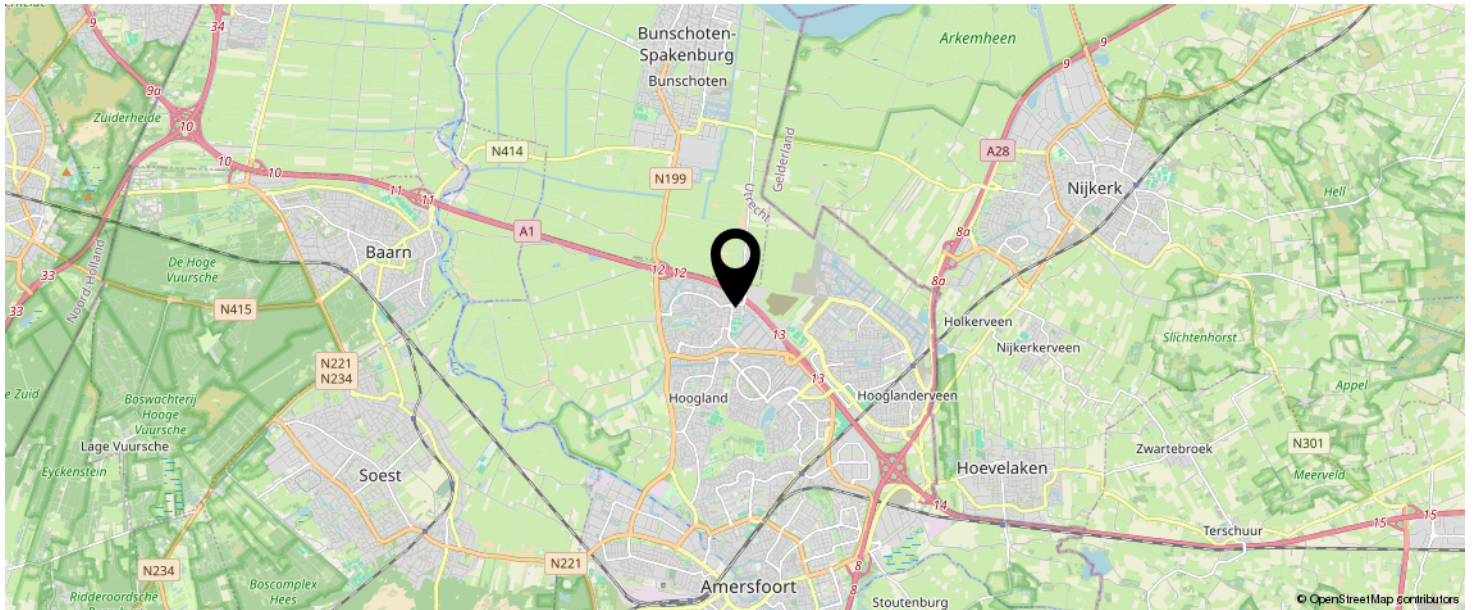 34
9
9a
Zuiderheide
10
10
10
11
11
N414
Bunschoten-
Spakenburg
Bunschoten
N199
Utrecht
Gelderland
Arkemheen
9
9
A28
Nijkerk
Hell
8a
8a
A1
Baarn
De Hoge
Vuursche
Noord-Holland
33
33
N415
12
12
13
13
Holkerveen
Nijkerkerveen
Slichtenhorst
Appel
N221
N234
Boswachterij
Hooge
Vuursche
Lage Vuursche
Eyckenstein
Hoogland
Hooglanderveen
Soest
Zwartebroek
N301
Meerveld
Hoevelaken
14
Terschuur
15
15
N234
N221
Boscomplex
Hees
Ridderoordsche
8
8
Amersfoort
Stoutenburg
© OpenStreetMap contributors